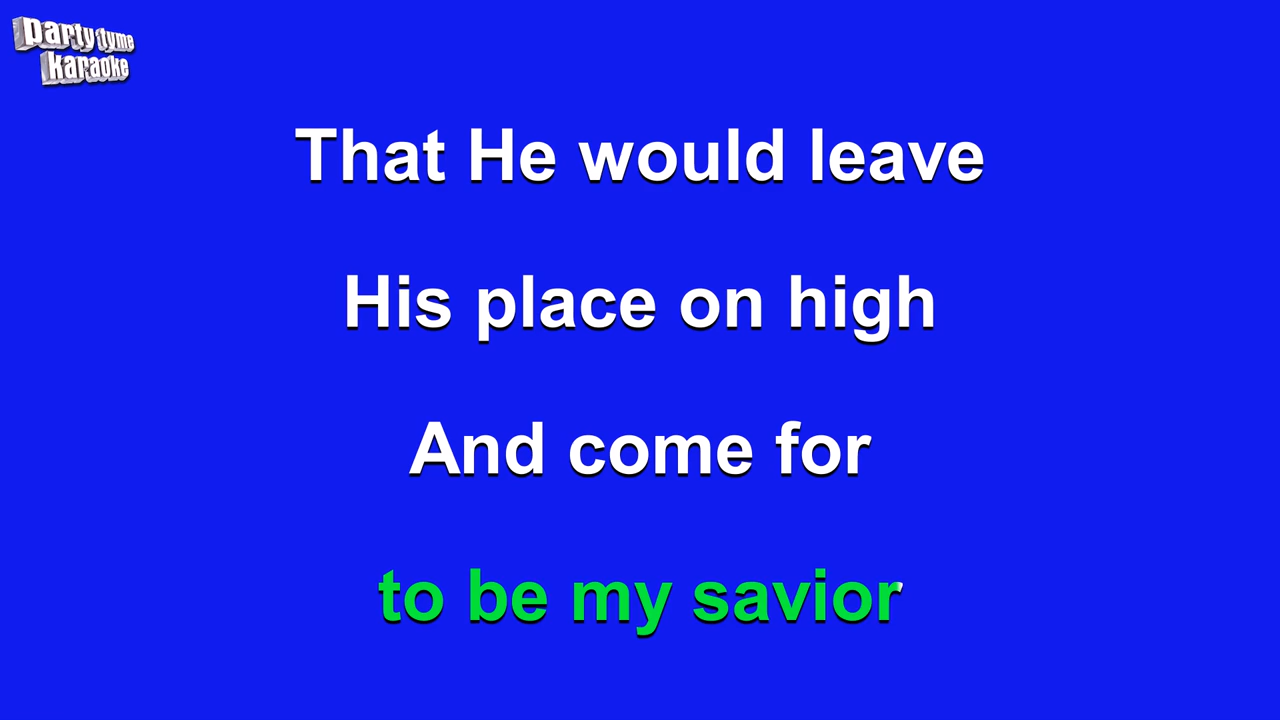 party tyme
karaoke
That He would leave
His place on high
And come for
to be my savior